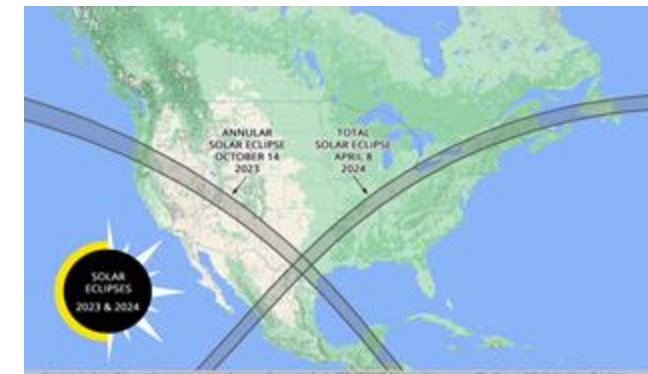 ANNULAR
SOLAR ECLIPSE
OCTOBER 14
2023
TOTAL
SOLAR ECLIPSE
APRIL 8
2024
SOLAR
ECLIPSES
2023 & 2024